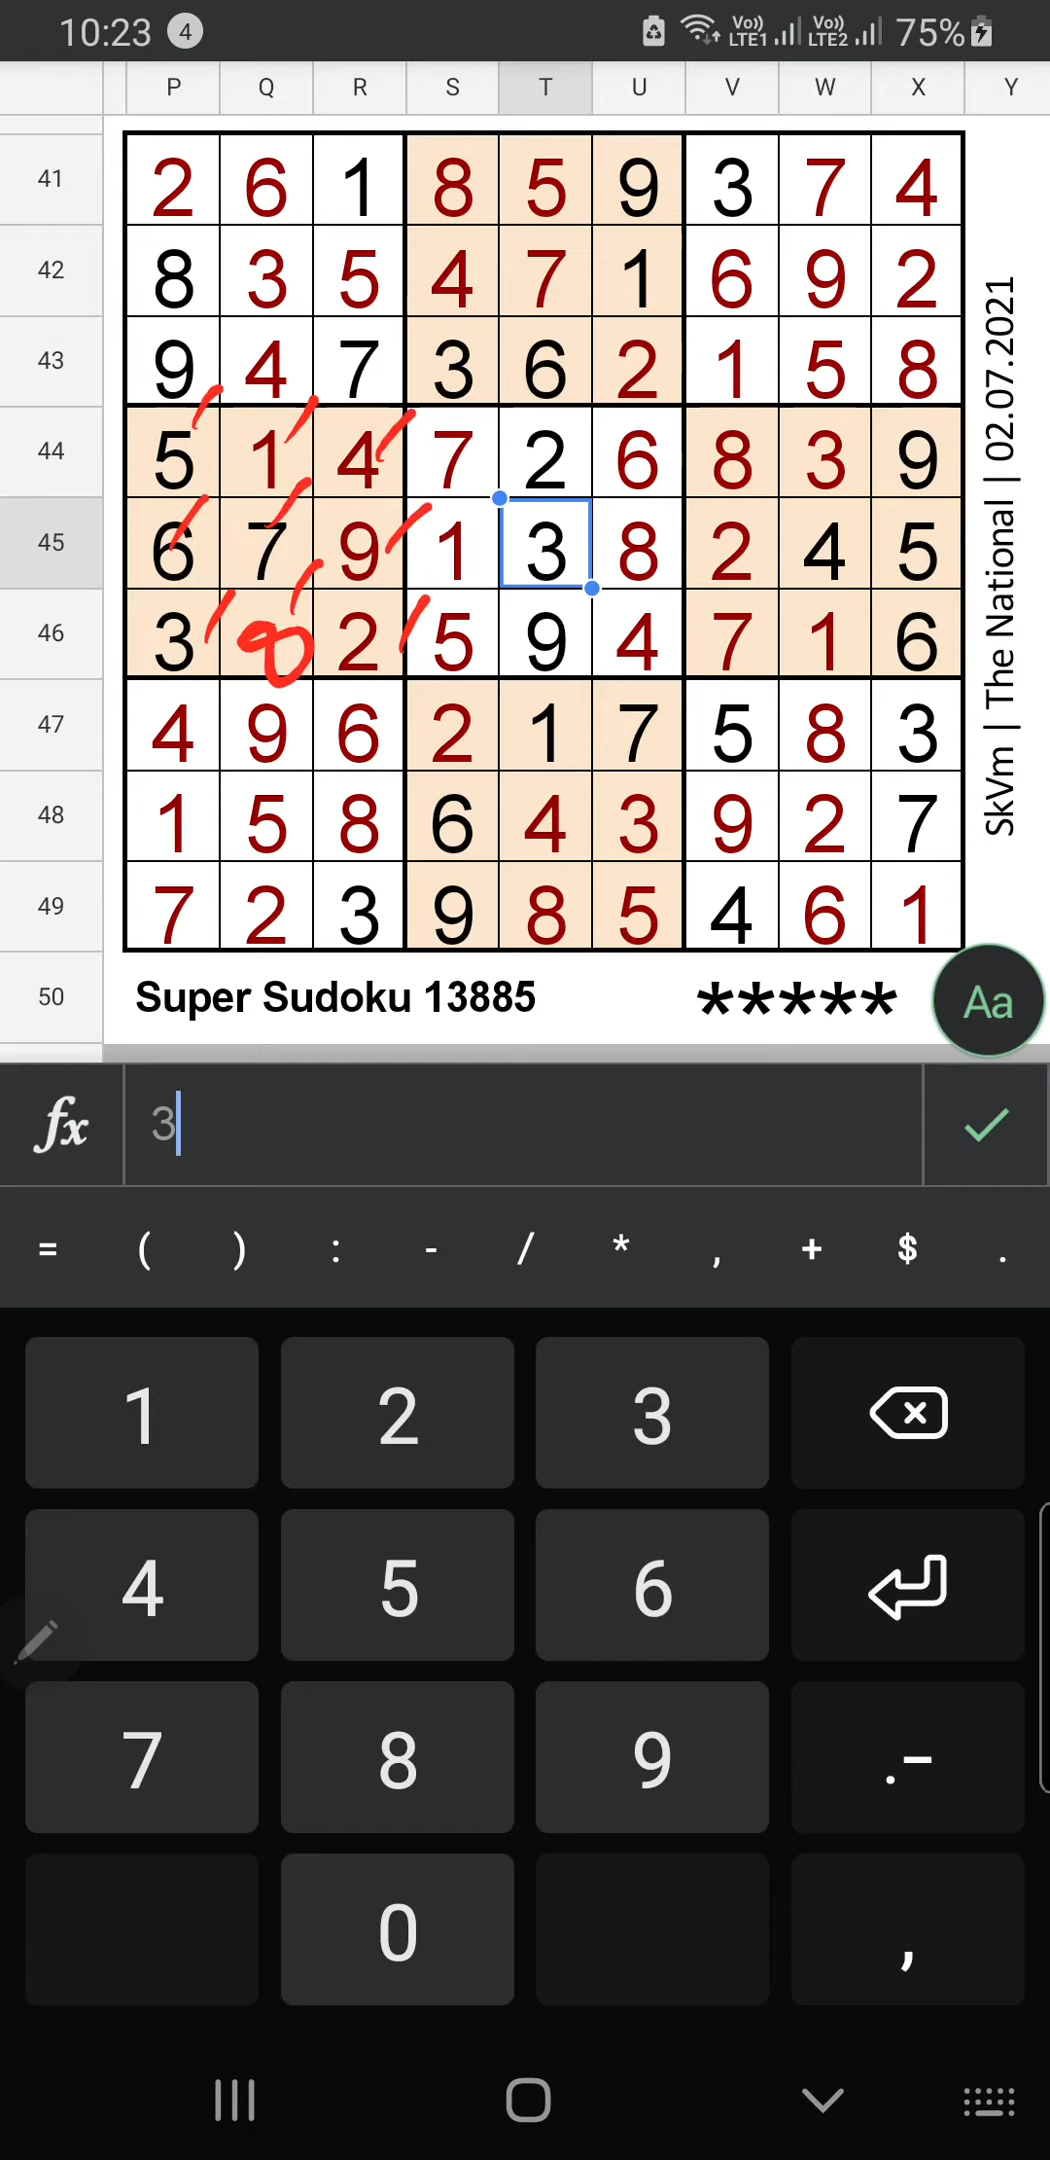 10:23 4 Vo)) LTE1 Vo)) LTE2 75%
P Q R S T U V W X Y
41 2 6 1 8 5 9 3 7 4
42 8 3 5 4 7 1 6 9 2
43 9 4 7 3 6 2 1 5 8
44 5 1 4 7 2 6 8 3 9
45 6 7 9 1 3 8 2 4 5
46 3 8 2 5 9 4 7 1 6
47 4 9 6 2 1 7 5 8 3
48 1 5 8 6 4 3 9 2 7
49 7 2 3 9 8 5 4 6 1
SkVm | The National | 02.07.2021
50 Super Sudoku 13885 *****
Aa
fx 3
= ( ) : - / * , + $ .
1 2 3
4 5 6
7 8 9 .-
0 ,